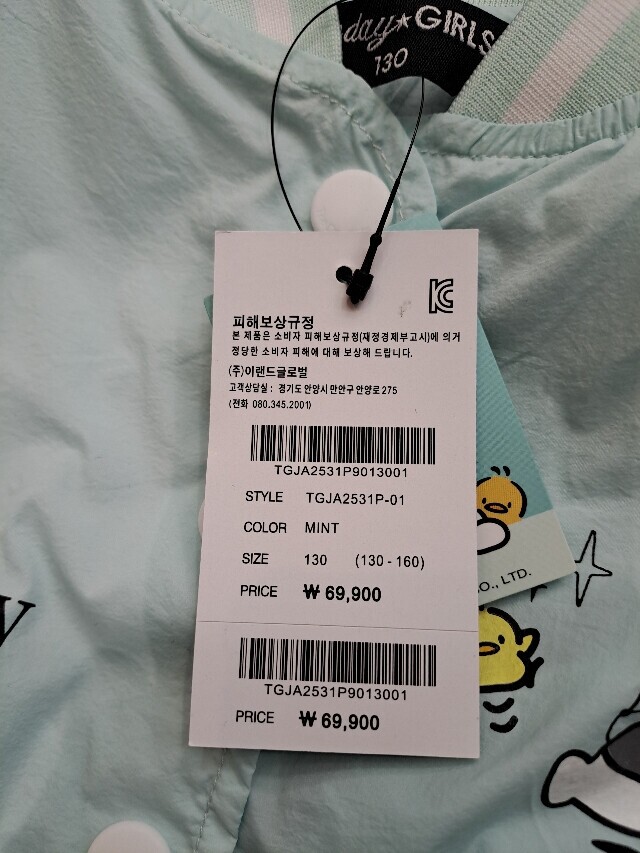 day★GIRLS
130
피해보상규정
본 제품은 소비자 피해보상규정(재정경제부고시)에 의거
정당한 소비자 피해에 대해 보상해 드립니다.
(주)이랜드글로벌
고객상담실 : 경기도 안양시 만안구 안양로 275
(전화 080.345.2001)
TGJA2531P9013001
STYLE TGJA2531P-01
COLOR MINT
SIZE 130 (130 - 160)
PRICE ₩ 69,900
TGJA2531P9013001
PRICE ₩ 69,900
CO., LTD.